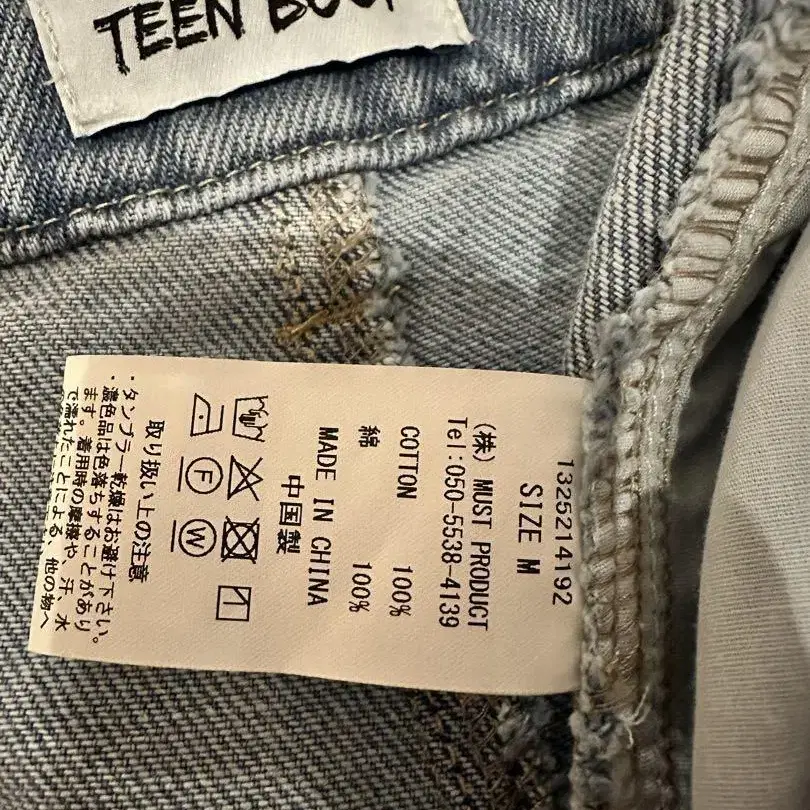 TEEN
1325214192
SIZE M
(株) MUST PRODUCT
Tel:050-5538-4139
COTTON 100%
綿 100%
MADE IN CHINA
中国製
F
W
取り扱い上の注意
・タンブラー乾燥はお避け下さい。
・濃色品は色落ちすることがあり
ます。着用時の摩擦や、汗、水
で濡れたことによる、他の物へ